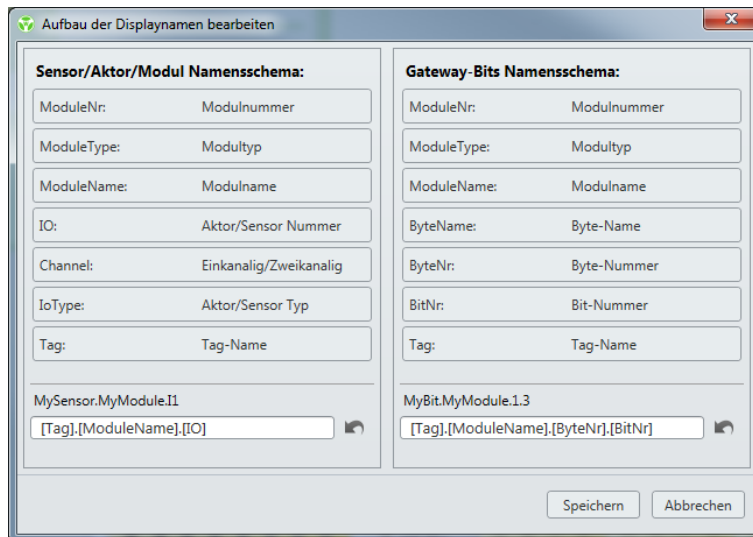 Aufbau der Displaynamen bearbeiten
Sensor/Aktor/Modul Namensschema:
ModuleNr: Modulnummer
ModuleType: Modultyp
ModuleName: Modulname
IO: Aktor/Sensor Nummer
Channel: Einkanalig/Zweikanalig
IoType: Aktor/Sensor Typ
Tag: Tag-Name
MySensor.MyModule.I1
[Tag].[ModuleName].[IO]
Gateway-Bits Namensschema:
ModuleNr: Modulnummer
ModuleType: Modultyp
ModuleName: Modulname
ByteName: Byte-Name
ByteNr: Byte-Nummer
BitNr: Bit-Nummer
Tag: Tag-Name
MyBit.MyModule.1.3
[Tag].[ModuleName].[ByteNr].[BitNr]
Speichern Abbrechen